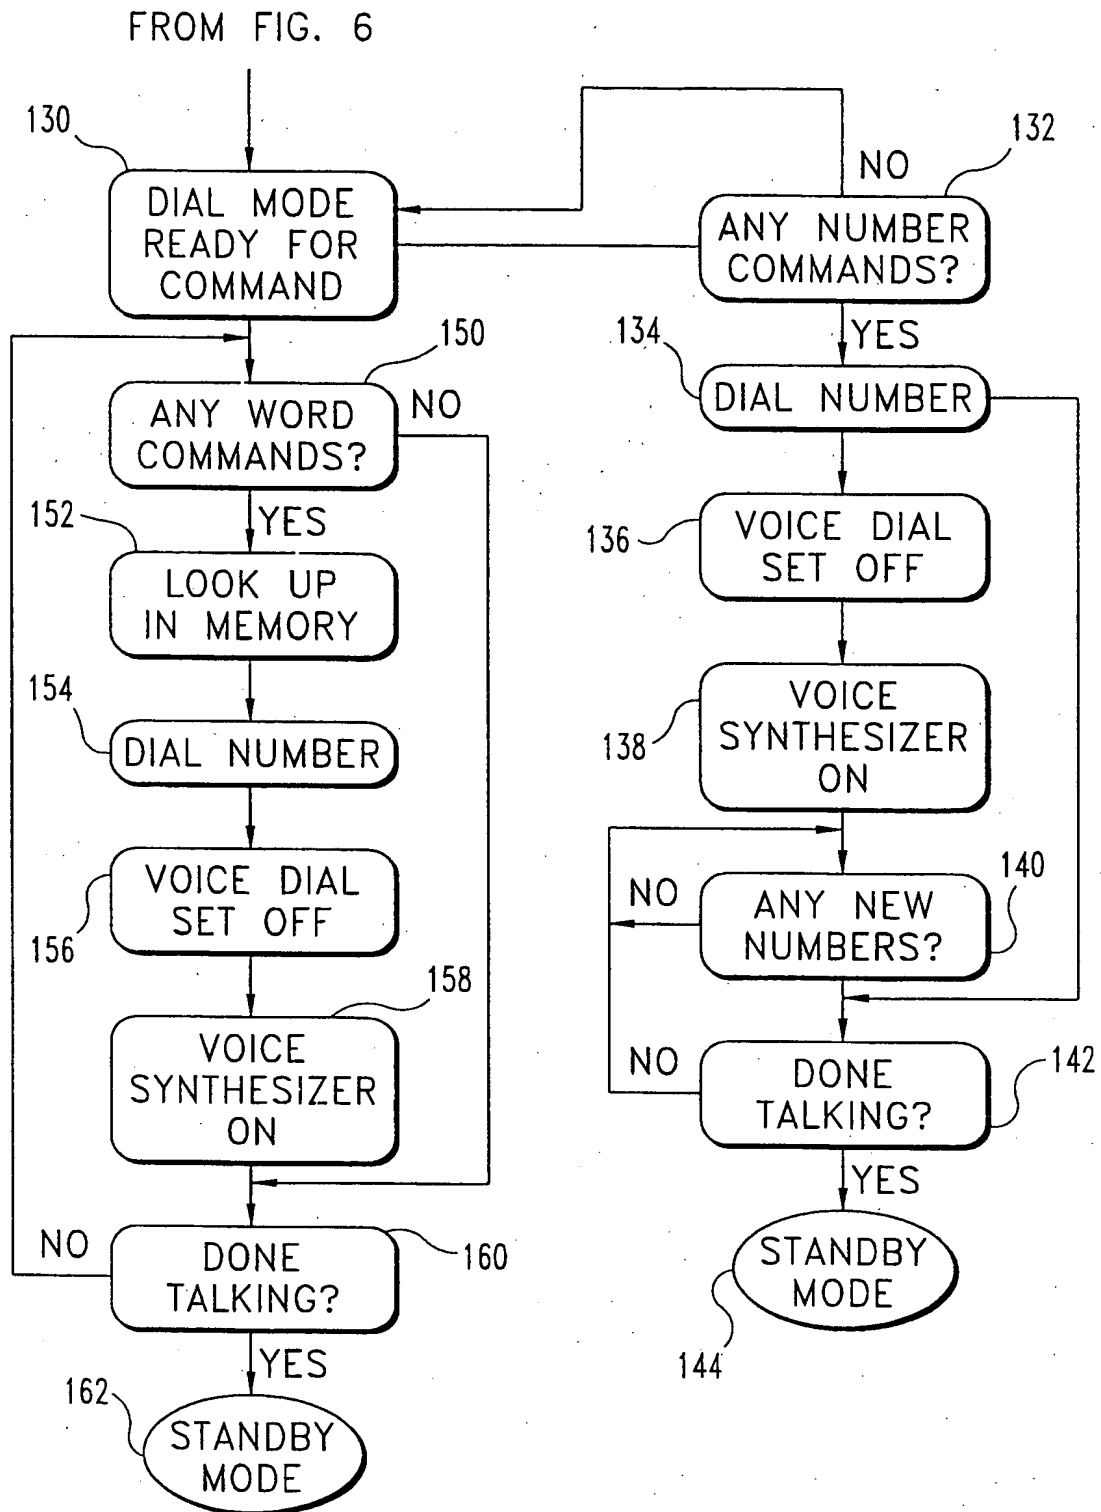 FROM FIG. 6
130
DIAL MODE
READY FOR
COMMAND
132
NO
ANY NUMBER
COMMANDS?
YES
134
DIAL NUMBER
136
VOICE DIAL
SET OFF
138
VOICE
SYNTHESIZER
ON
140
NO
ANY NEW
NUMBERS?
142
NO
DONE
TALKING?
YES
STANDBY
MODE
144
150
ANY WORD
COMMANDS?
NO
YES
152
LOOK UP
IN MEMORY
154
DIAL NUMBER
VOICE DIAL
SET OFF
156
158
VOICE
SYNTHESIZER
ON
NO
DONE
TALKING?
160
YES
162
STANDBY
MODE